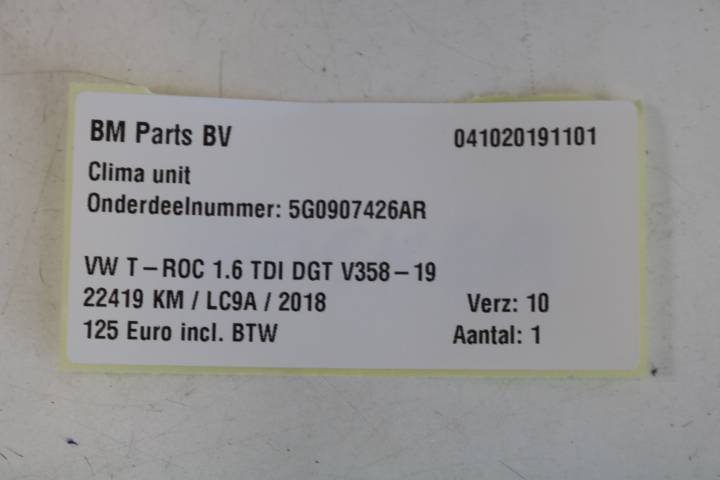 BM Parts BV 041020191101
Clima unit
Onderdeelnummer: 5G0907426AR
VW T-ROC 1.6 TDI DGT V358-19
22419 KM / LC9A / 2018 Verz: 10
125 Euro incl. BTW Aantal: 1